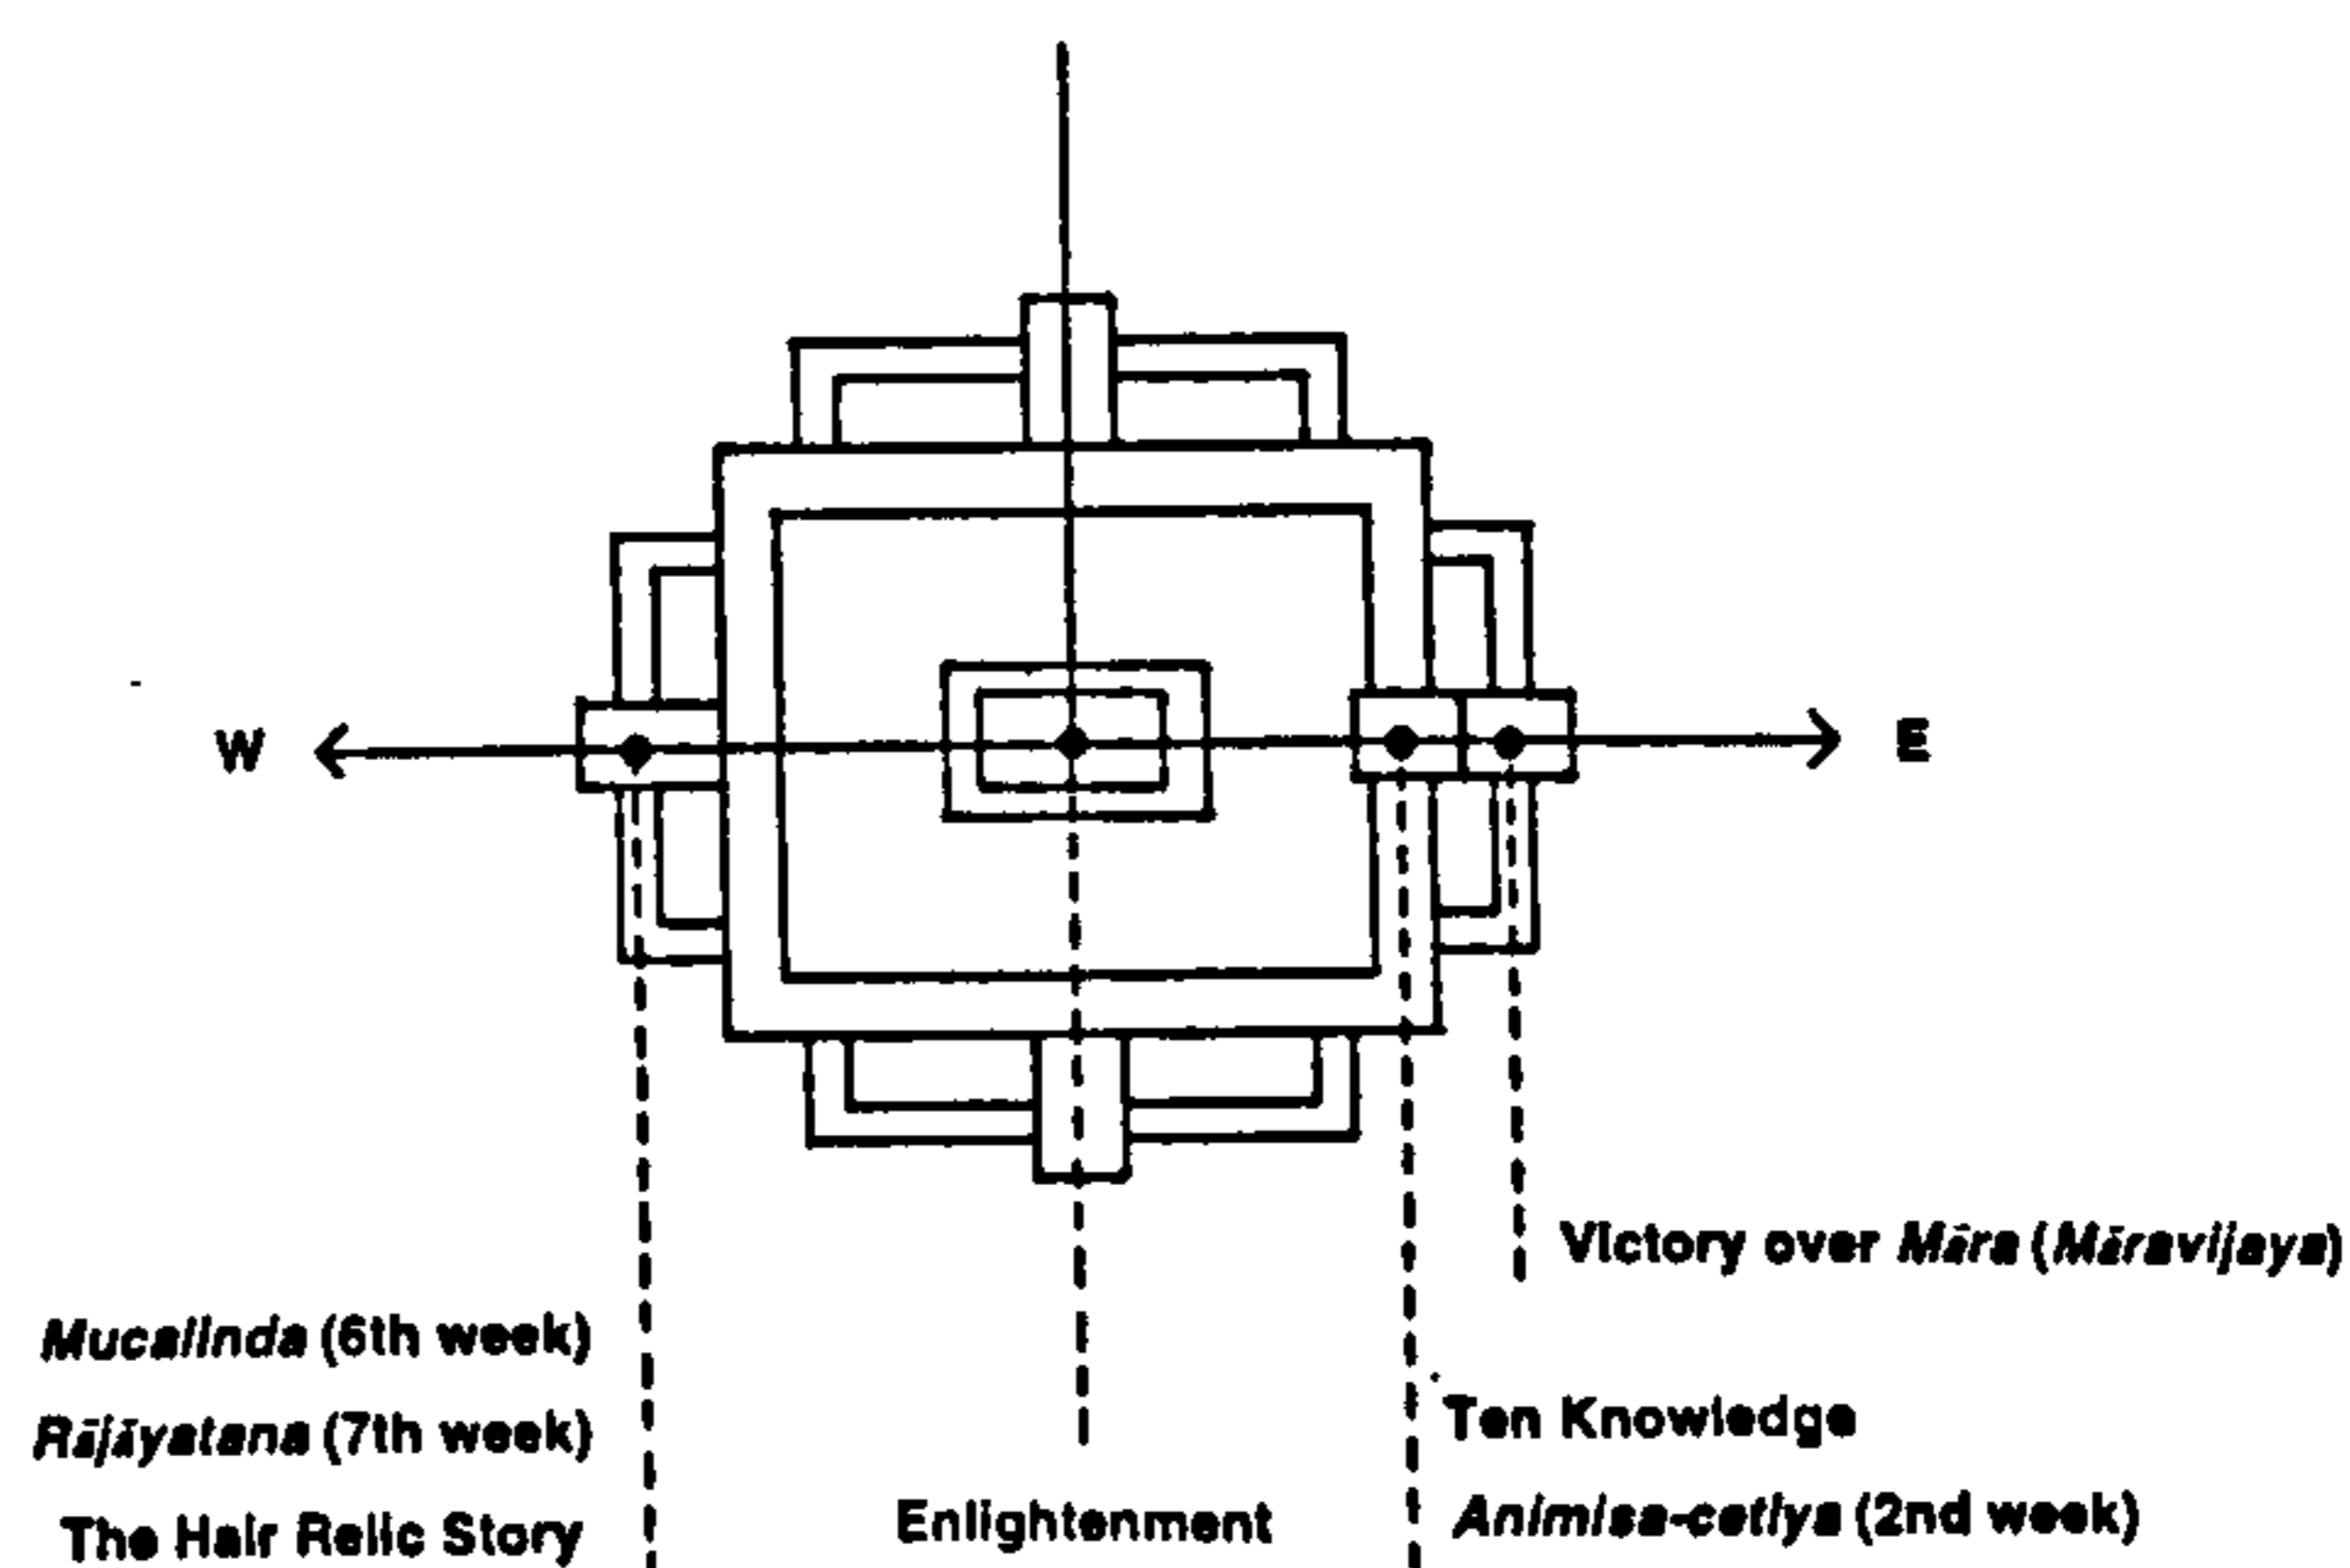 W
E
Victory over Māra (Māravijaya)
Mucalinda (6th week)
Rājāyatana (7th week)
The Hair Relic Story
Enlightenment
Ten Knowledge
Animisa-cetiya (2nd week)